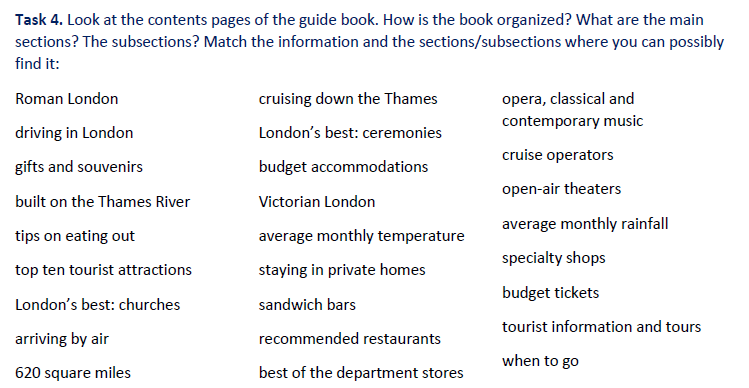 Task 4. Look at the contents pages of the guide book. How is the book organized? What are the main
sections? The subsections? Match the information and the sections/subsections where you can possibly
find it:
Roman London
driving in London
gifts and souvenirs
built on the Thames River
tips on eating out
top ten tourist attractions
London’s best: churches
arriving by air
620 square miles
cruising down the Thames
London’s best: ceremonies
budget accommodations
Victorian London
average monthly temperature
staying in private homes
sandwich bars
recommended restaurants
best of the department stores
opera, classical and
contemporary music
cruise operators
open-air theaters
average monthly rainfall
specialty shops
budget tickets
tourist information and tours
when to go